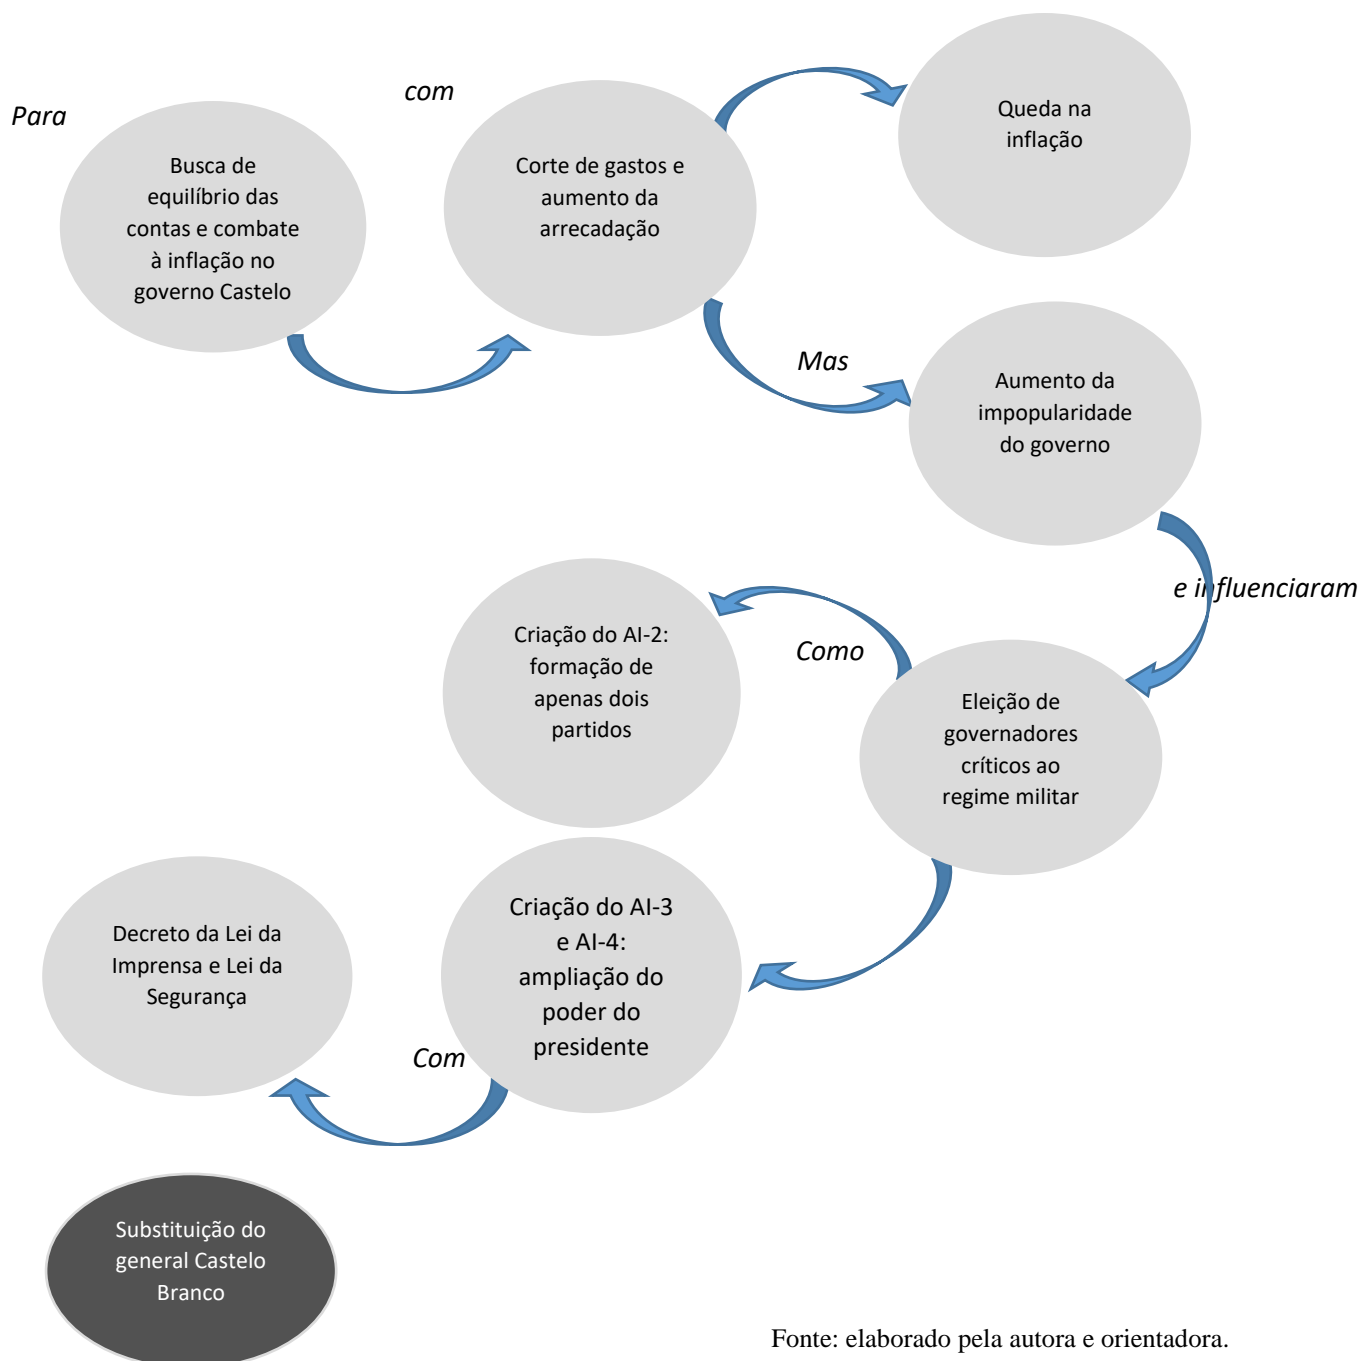 Para
Busca de
equilíbrio das
contas e combate
à inflação no
governo Castelo
com
Corte de gastos e
aumento da
arrecadação
Queda na
inflação
Mas
Aumento da
impopularidade
do governo
e influenciaram
Eleição de
governadores
críticos ao
regime militar
Como
Criação do AI-2:
formação de
apenas dois
partidos
Criação do AI-3
e AI-4:
ampliação do
poder do
presidente
Com
Decreto da Lei da
Imprensa e Lei da
Segurança
Substituição do
general Castelo
Branco
Fonte: elaborado pela autora e orientadora.